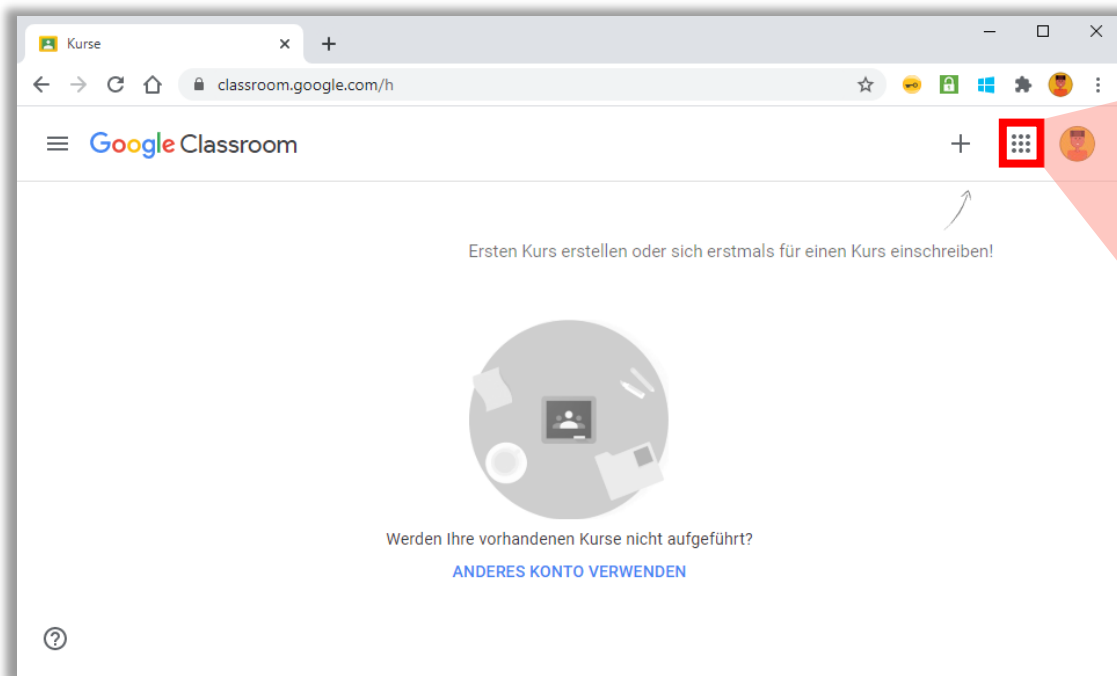 Kurse
classroom.google.com/h
Google Classroom
Ersten Kurs erstellen oder sich erstmals für einen Kurs einschreiben!
Werden Ihre vorhandenen Kurse nicht aufgeführt?
ANDERES KONTO VERWENDEN